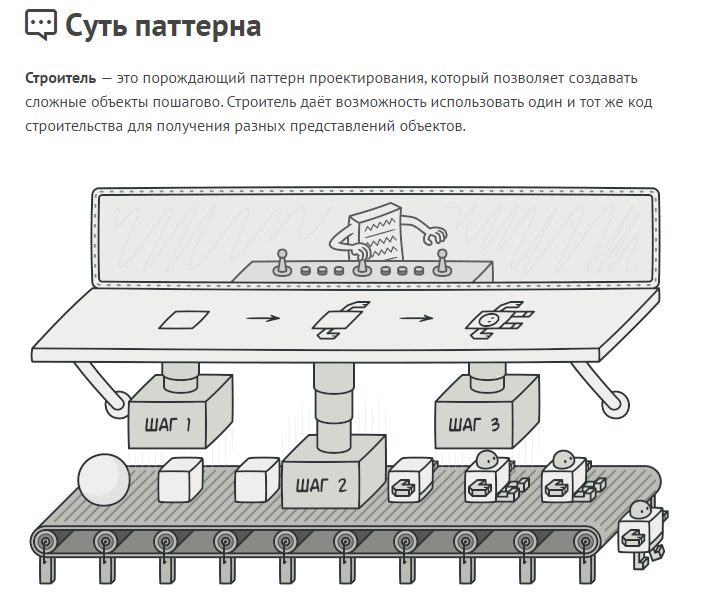 Суть паттерна
Строитель — это порождающий паттерн проектирования, который позволяет создавать
сложные объекты пошагово. Строитель даёт возможность использовать один и тот же код
строительства для получения разных представлений объектов.
ШАГ 1
ШАГ 2
ШАГ 3